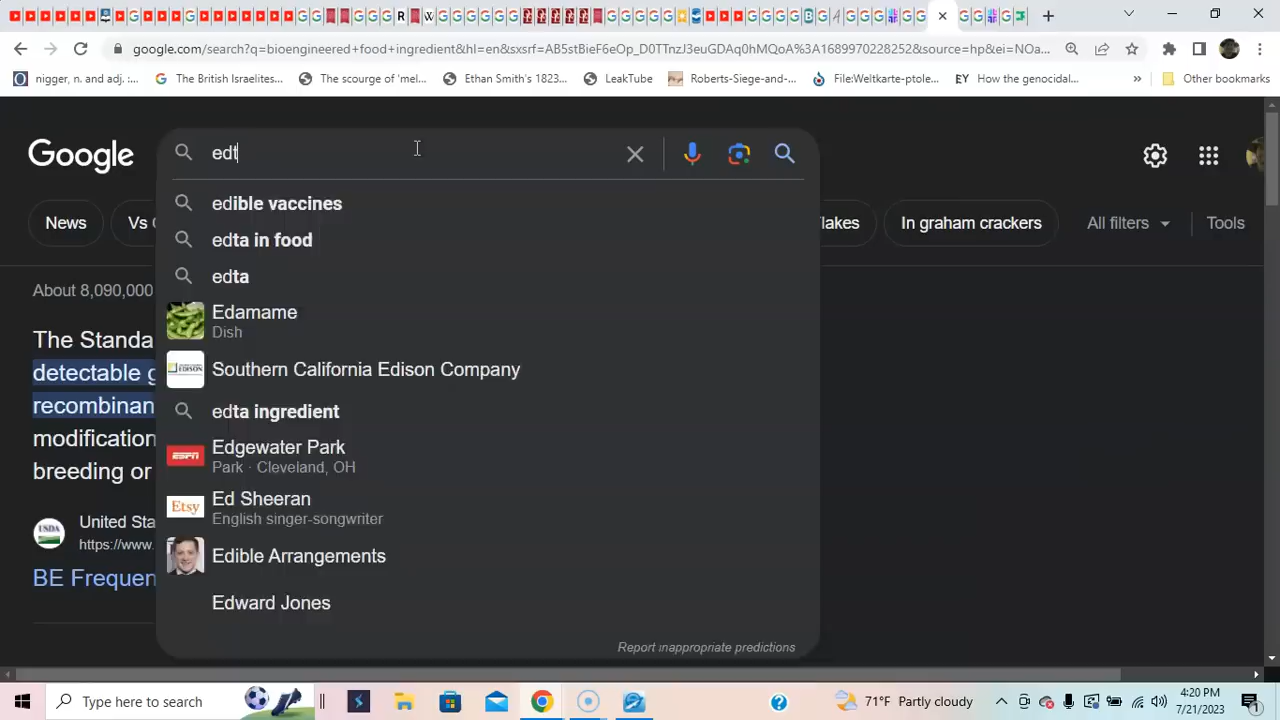 google.com/search?q=bioengineered+food+ingredient&hl=en&sxsrf=AB5stBieF6eOp_D0TTnzJ3euGDAq0nMQoA%3A1689970228252&source=hp&ei=NOa...
nigger, n. and adj. :... The British Israelites... The scourge of 'mel... Ethan Smith's 1823... LeakTube Roberts-Siege-and-... File:Weltkarte-ptole... EY How the genocidal... » Other bookmarks
Google edt
News Vs flakes In graham crackers All filters Tools
edible vaccines
edta in food
edta
About 8,090,000
Edamame
Dish
The Standa
detectable g
Southern California Edison Company
recombinan
edta ingredient
modification
Edgewater Park
Park · Cleveland, OH
breeding or
ESPN
Ed Sheeran
English singer-songwriter
Etsy
USDA
United Sta
https://www.
Edible Arrangements
BE Frequen
Edward Jones
Report inappropriate predictions
Type here to search 71°F Partly cloudy 4:20 PM
7/21/2023